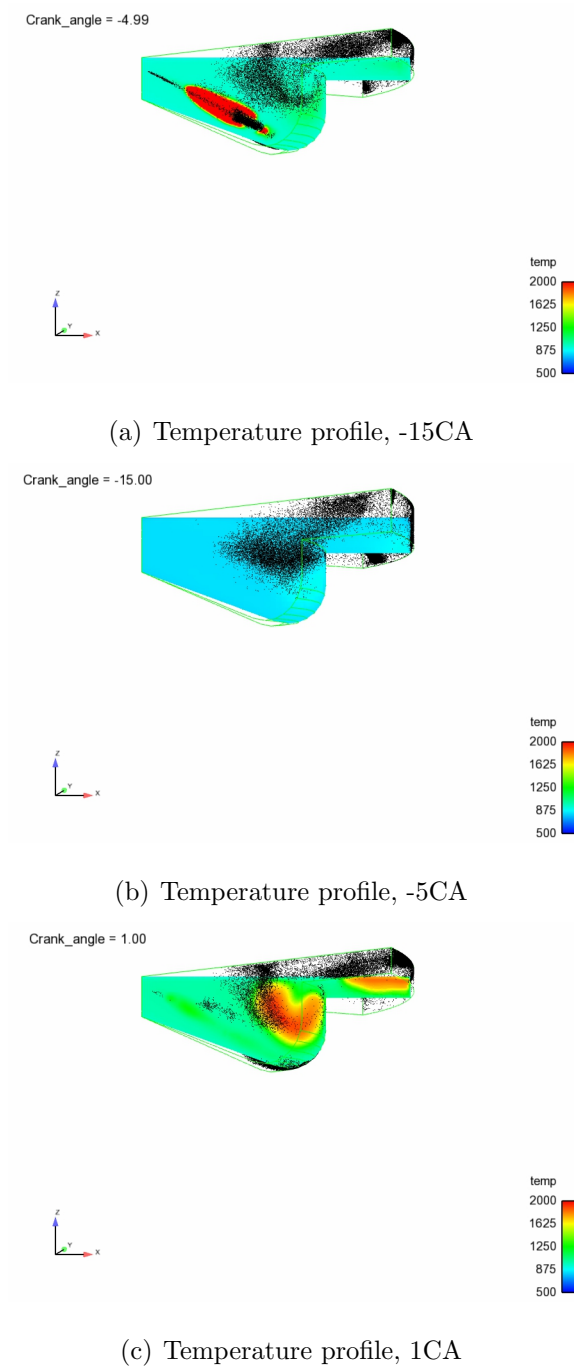 Crank_angle = -4.99
temp
2000
1625
1250
875
500
Z
Y
X
(a) Temperature profile, -15CA
Crank_angle = -15.00
temp
2000
1625
1250
875
500
Z
Y
X
(b) Temperature profile, -5CA
Crank_angle = 1.00
temp
2000
1625
1250
875
500
Z
Y
X
(c) Temperature profile, 1CA